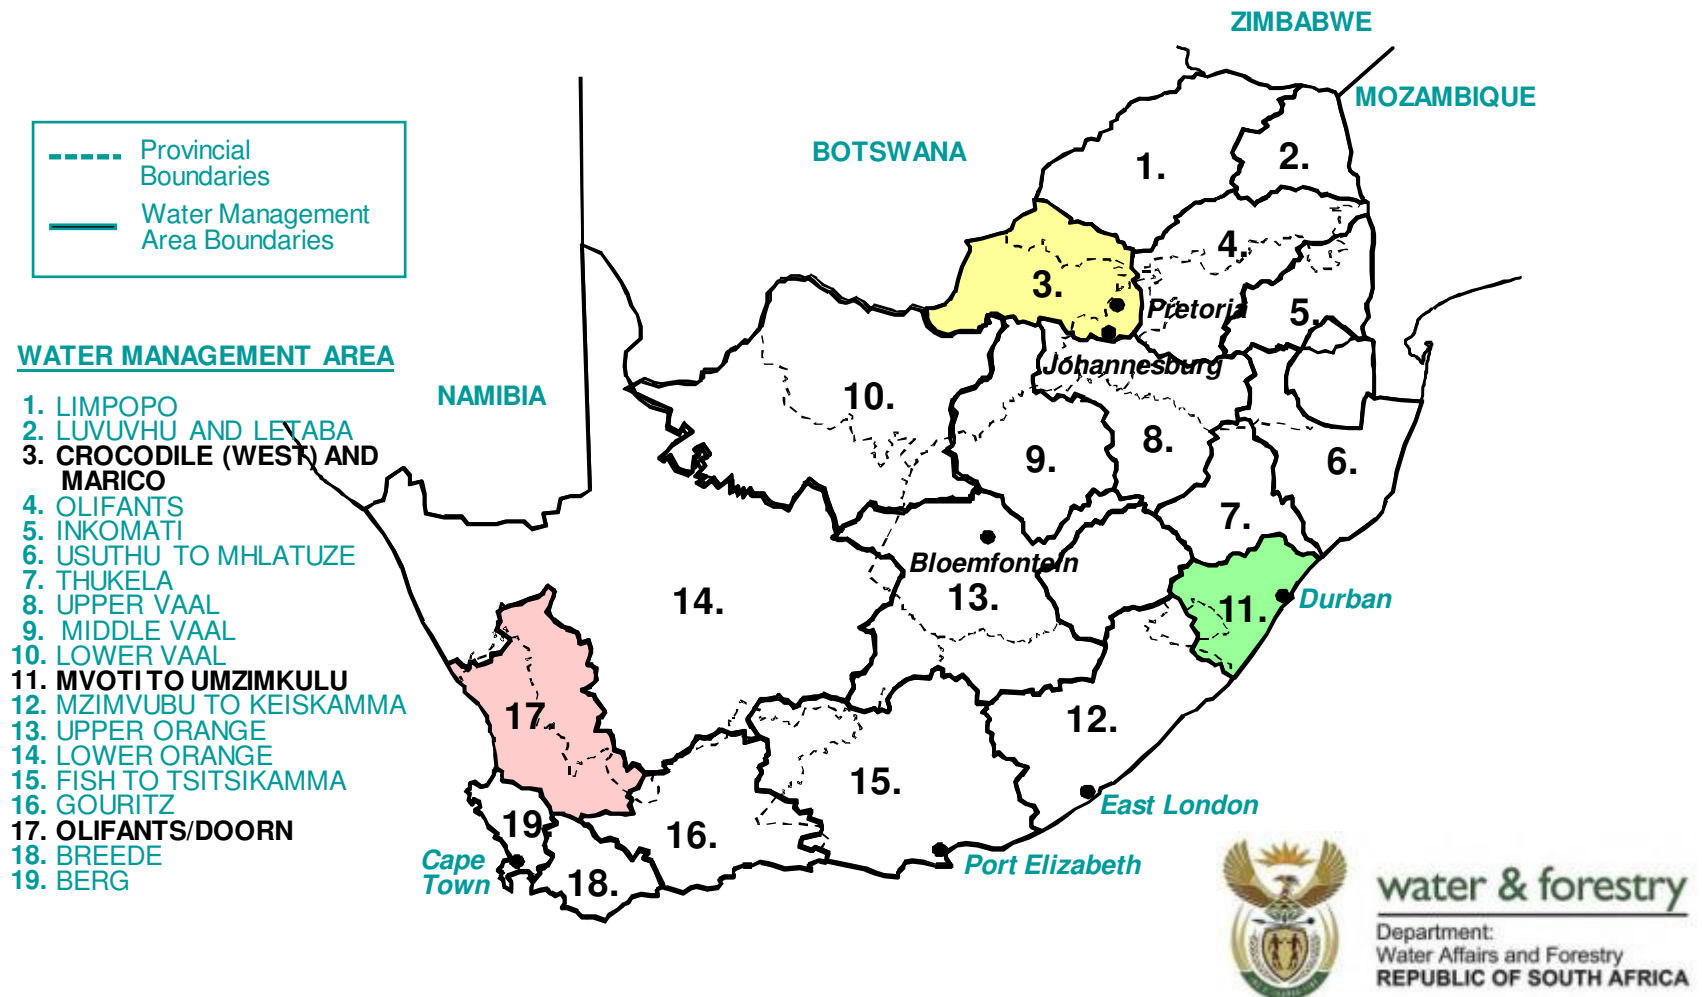 ZIMBABWE
MOZAMBIQUE
BOTSWANA
NAMIBIA
Provincial
Boundaries
Water Management
Area Boundaries
WATER MANAGEMENT AREA
1. LIMPOPO
2. LUVUVHU AND LETABA
3. CROCODILE (WEST) AND
MARICO
4. OLIFANTS
5. INKOMATI
6. USUTHU TO MHLATUZE
7. THUKELA
8. UPPER VAAL
9. MIDDLE VAAL
10. LOWER VAAL
11. MVOTI TO UMZIMKULU
12. MZIMVUBU TO KEISKAMMA
13. UPPER ORANGE
14. LOWER ORANGE
15. FISH TO TSITSIKAMMA
16. GOURITZ
17. OLIFANTS/DOORN
18. BREEDE
19. BERG
1.
2.
3.
4.
5.
6.
7.
8.
9.
10.
11.
12.
13.
14.
15.
16.
17.
18.
19.
Pretoria
Johannesburg
Bloemfontein
Durban
East London
Port Elizabeth
Cape
Town
water & forestry
Department:
Water Affairs and Forestry
REPUBLIC OF SOUTH AFRICA